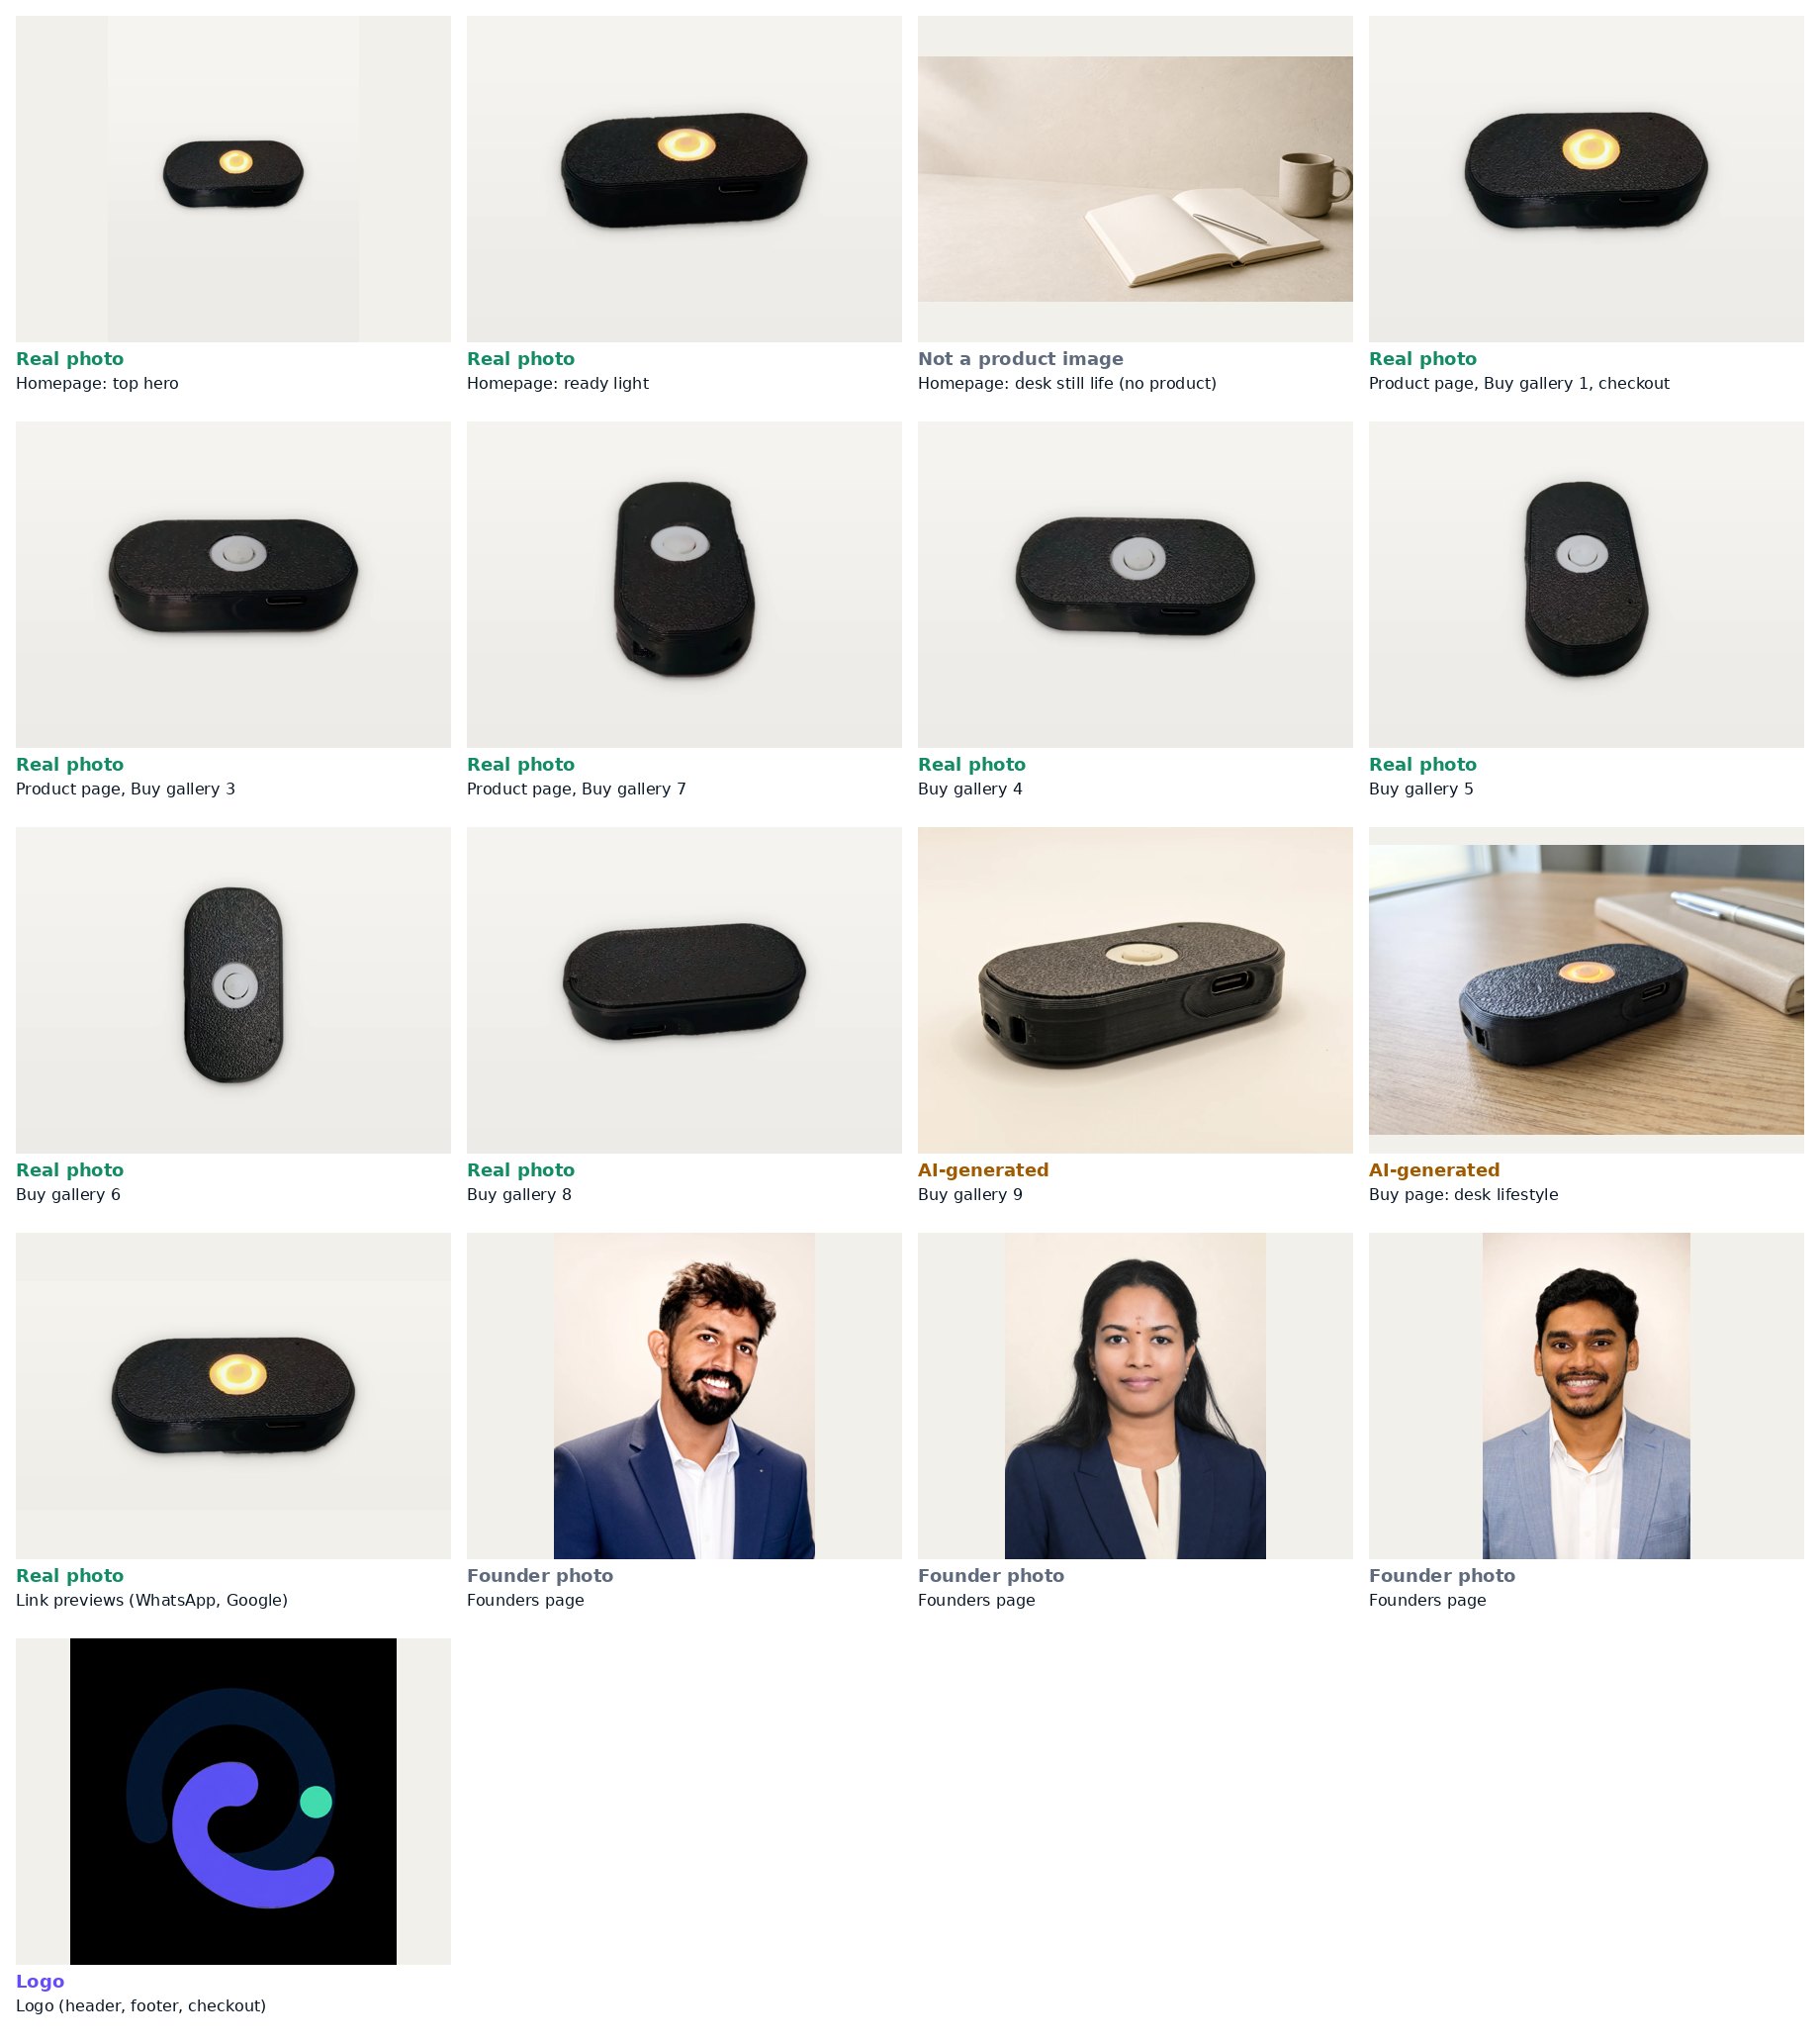 Real photo
Homepage: top hero
Real photo
Homepage: ready light
Not a product image
Homepage: desk still life (no product)
Real photo
Product page, Buy gallery 1, checkout
Real photo
Product page, Buy gallery 3
Real photo
Product page, Buy gallery 7
Real photo
Buy gallery 4
Real photo
Buy gallery 5
Real photo
Buy gallery 6
Real photo
Buy gallery 8
AI-generated
Buy gallery 9
AI-generated
Buy page: desk lifestyle
Real photo
Link previews (WhatsApp, Google)
Founder photo
Founders page
Founder photo
Founders page
Founder photo
Founders page
Logo
Logo (header, footer, checkout)